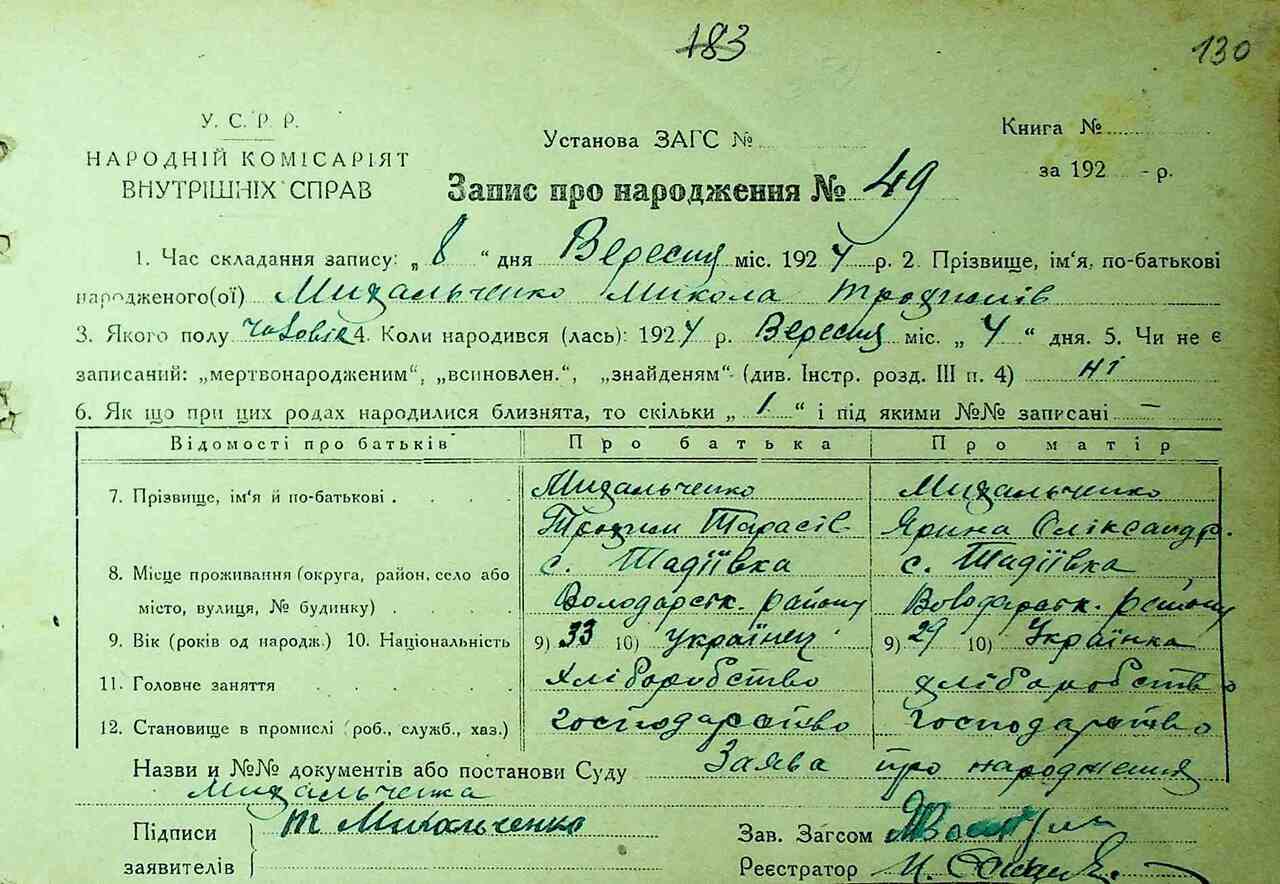 183
130
У. С. Р. Р.
НАРОДНІЙ КОМІСАРІЯТ
ВНУТРІШНІХ СПРАВ
Установа ЗАГС №
Книга №
за 192 - р.
Запис про народження № 49
1. Час складання запису: „ 8 “ дня Вересня міс. 1924 р. 2. Прізвище, ім'я, по-батькові
народженого(ої) Михальченко Микола Трохимів
3. Якого полу чоловік 4. Коли народився (лась): 1924 р. Вересня міс. „ 4 “ дня. 5. Чи не є
записаний: „мертвонародженим“, „всиновлен.“, „знайденям“ (див. Інстр. розд. III п. 4) ні
6. Як що при цих родах народилися близнята, то скільки „ 1 “ і під якими №№ записані —
Відомості про батьків Про батька Про матір
7. Прізвище, ім'я й по-батькові . . . . Михальченко Михальченко
Трохим Тарасів Ярина Оліксандр.
8. Місце проживання (округа, район, село або с. Тадіївка с. Тадіївка
місто, вулиця, № будинку) . . . . Володарськ. району Володарськ. району
9. Вік (років од народж.) 10. Національність 9) 33 10) Українец 9) 29 10) Українка
11. Головне заняття . . . . . хліборобство хліборобство
12. Становище в промислі (роб., служб., хаз.) господарство господарство
Назви и №№ документів або постанови Суду Заява про народження
Михальченка
Підписи Т Михальченко Зав. Загсом
заявителів Реєстратор